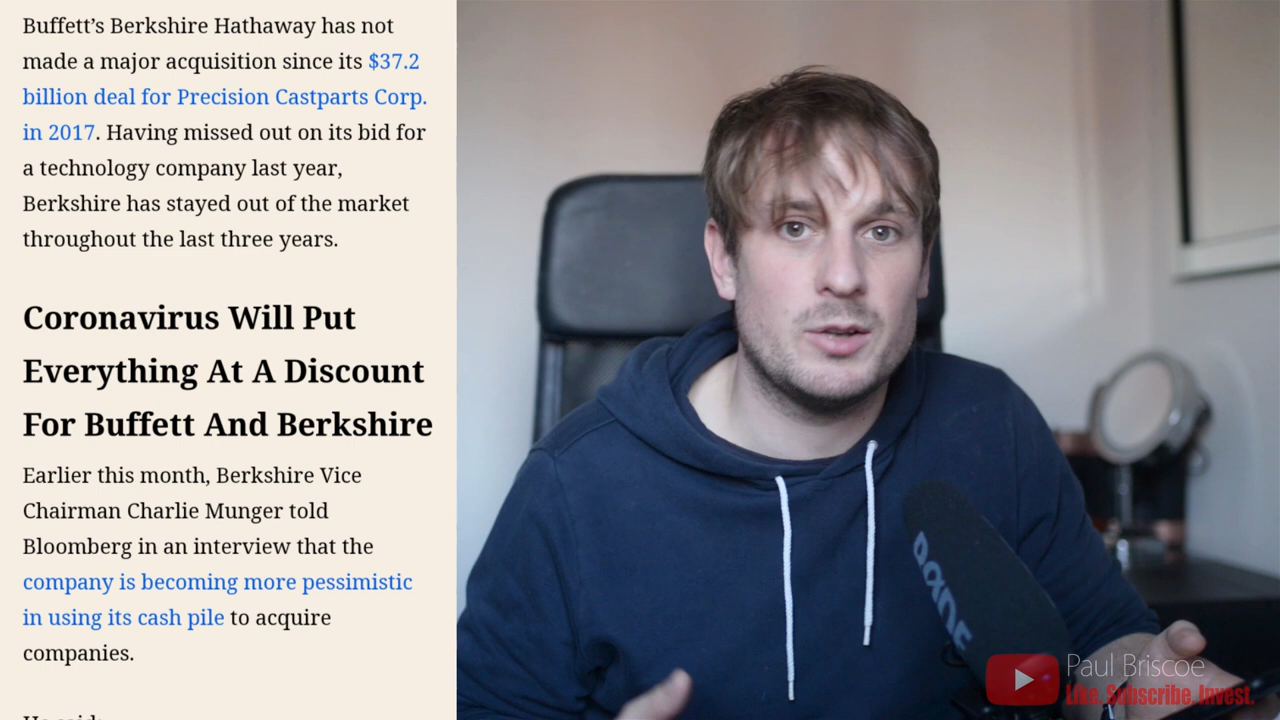 Buffett’s Berkshire Hathaway has not
made a major acquisition since its $37.2
billion deal for Precision Castparts Corp.
in 2017. Having missed out on its bid for
a technology company last year,
Berkshire has stayed out of the market
throughout the last three years.
Coronavirus Will Put
Everything At A Discount
For Buffett And Berkshire
Earlier this month, Berkshire Vice
Chairman Charlie Munger told
Bloomberg in an interview that the
company is becoming more pessimistic
in using its cash pile to acquire
companies.
He said:
RØDE
Paul Briscoe
Like. Subscribe. Invest.